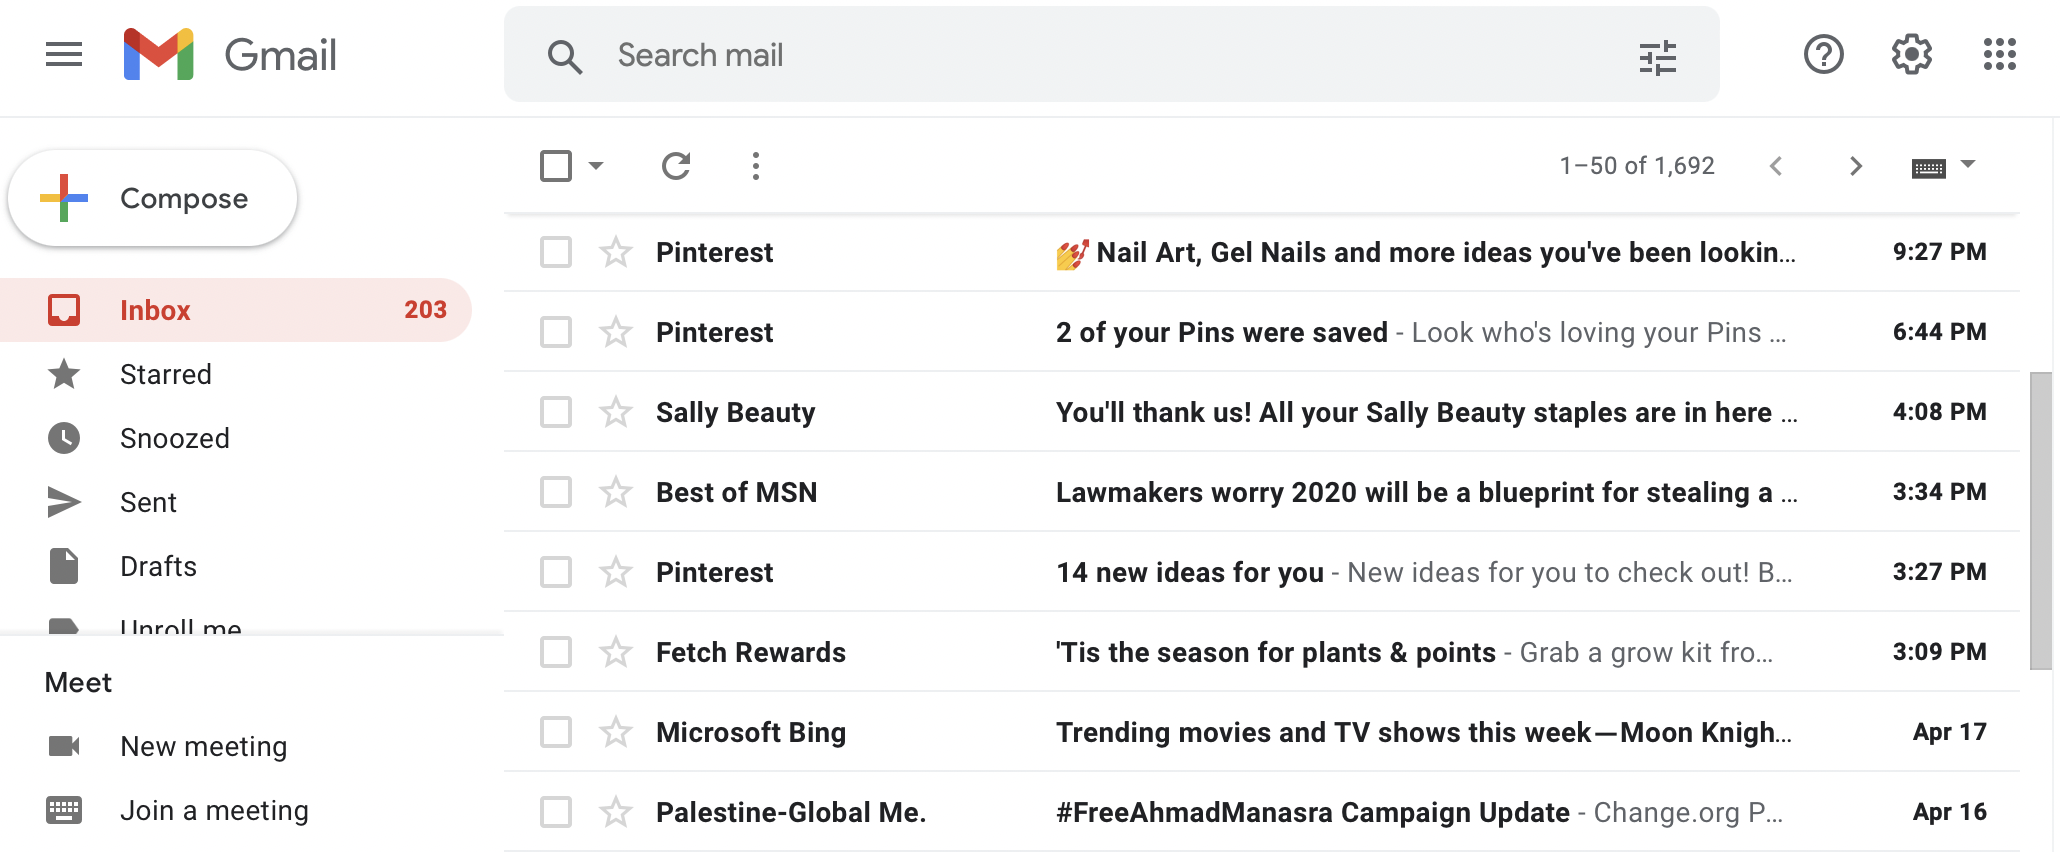 Gmail
Search mail
Compose
1–50 of 1,692
Inbox 203
Starred
Snoozed
Sent
Drafts
Unroll me
Meet
New meeting
Join a meeting
Pinterest 💅 Nail Art, Gel Nails and more ideas you've been lookin... 9:27 PM
Pinterest 2 of your Pins were saved - Look who's loving your Pins ... 6:44 PM
Sally Beauty You'll thank us! All your Sally Beauty staples are in here ... 4:08 PM
Best of MSN Lawmakers worry 2020 will be a blueprint for stealing a ... 3:34 PM
Pinterest 14 new ideas for you - New ideas for you to check out! B... 3:27 PM
Fetch Rewards 'Tis the season for plants & points - Grab a grow kit fro... 3:09 PM
Microsoft Bing Trending movies and TV shows this week—Moon Knigh... Apr 17
Palestine-Global Me. #FreeAhmadManasra Campaign Update - Change.org P... Apr 16